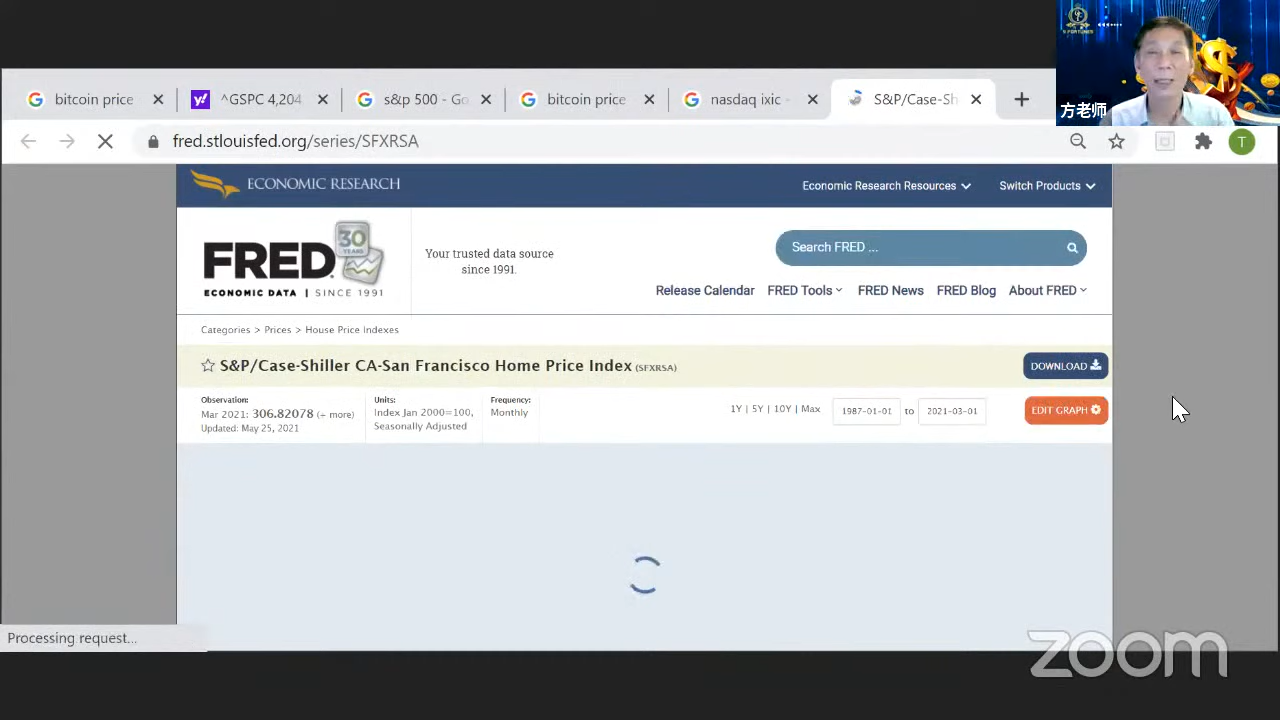 5 FORTUNES
方老师
bitcoin price
^GSPC 4,204
s&p 500 - Go
bitcoin price
nasdaq ixic -
S&P/Case-Sh
fred.stlouisfed.org/series/SFXRSA
T
ECONOMIC RESEARCH
Economic Research Resources
Switch Products
FRED
30
YEARS
ECONOMIC DATA | SINCE 1991
Your trusted data source
since 1991.
Search FRED ...
Release Calendar
FRED Tools
FRED News
FRED Blog
About FRED
Categories > Prices > House Price Indexes
S&P/Case-Shiller CA-San Francisco Home Price Index (SFXRSA)
DOWNLOAD
Observation:
Mar 2021: 306.82078 (+ more)
Updated: May 25, 2021
Units:
Index Jan 2000=100,
Seasonally Adjusted
Frequency:
Monthly
1Y | 5Y | 10Y | Max
1987-01-01 to 2021-03-01
EDIT GRAPH
Processing request...
zoom